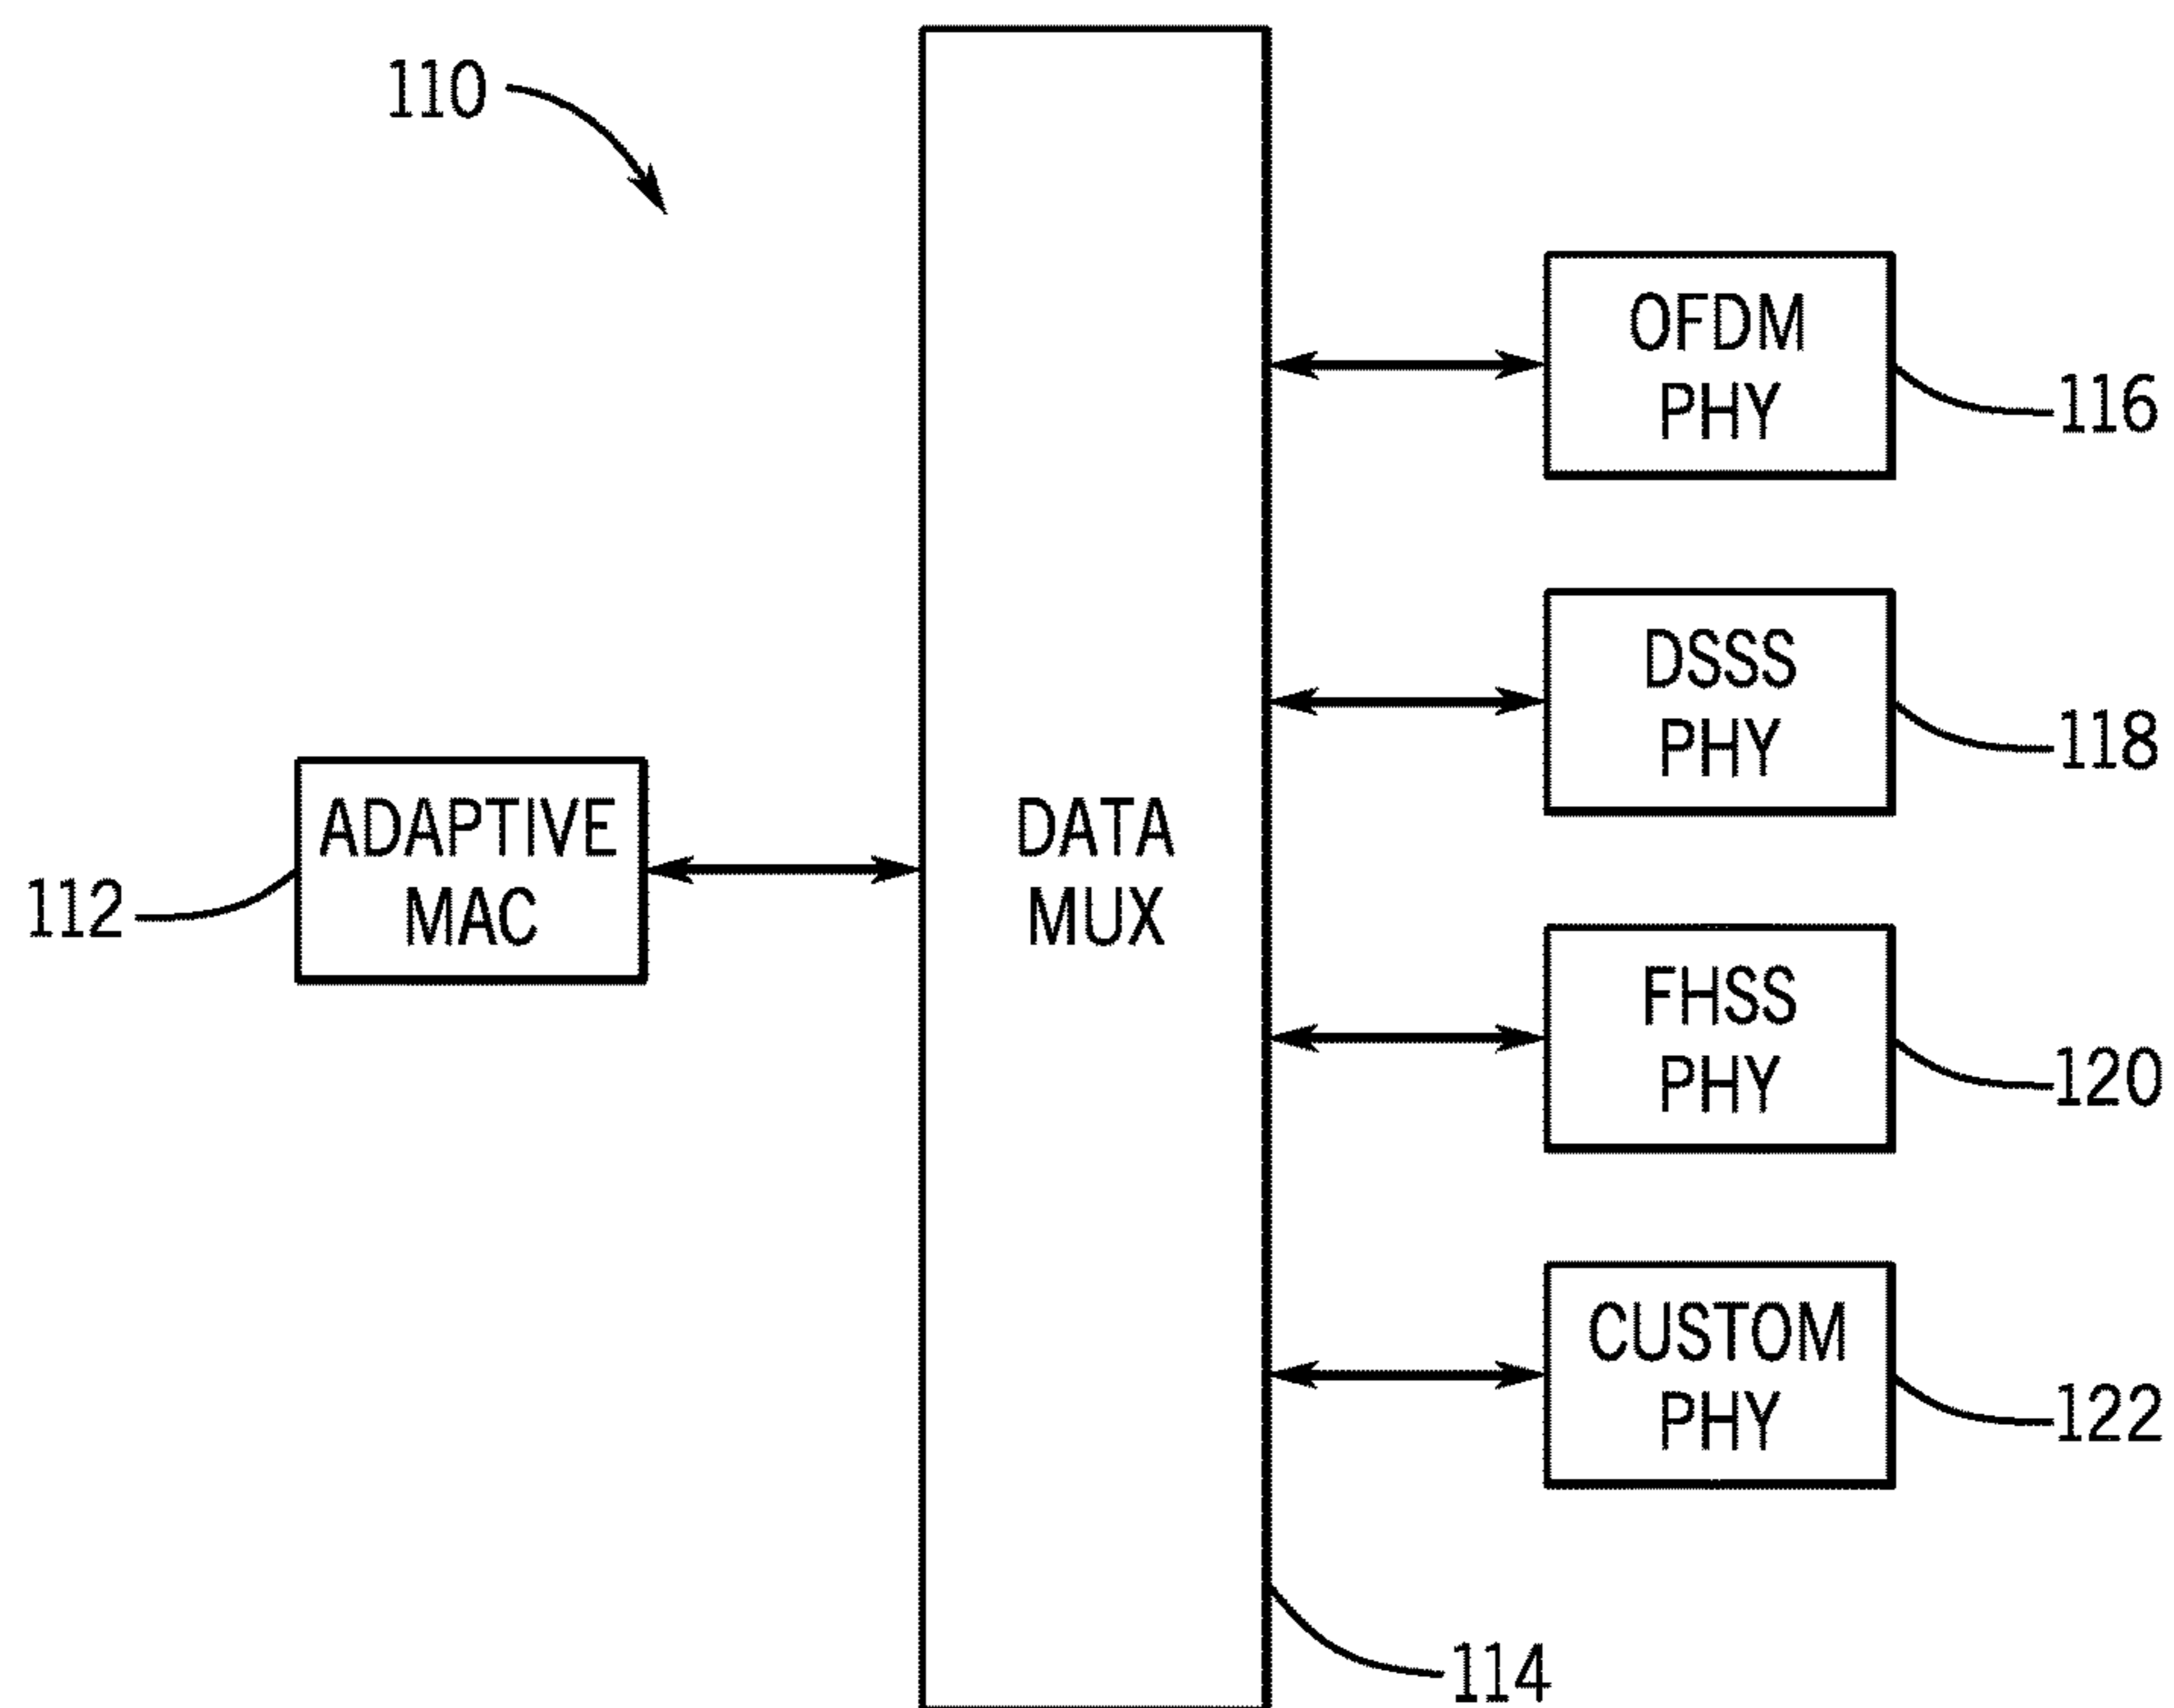 110
OFDM
PHY
116
DSSS
PHY
118
ADAPTIVE
MAC
112
DATA
MUX
FHSS
PHY
120
CUSTOM
PHY
122
114